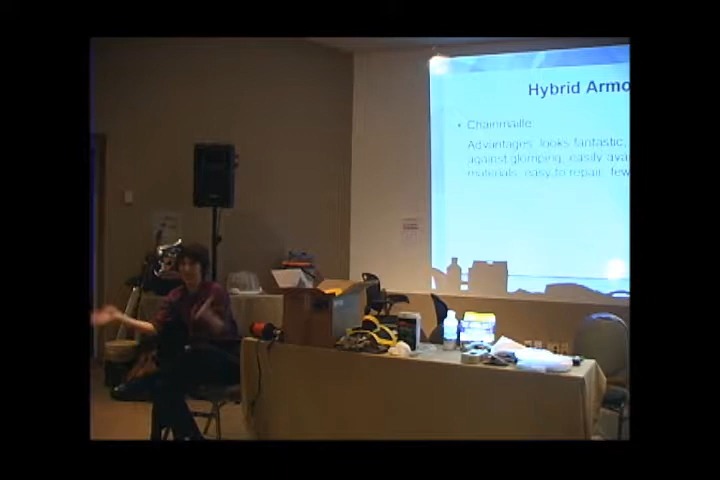 Hybrid Armo
• Chainmaille
Advantages: looks fantastic,
against glomping, easily ava
materials, easy to repair, few